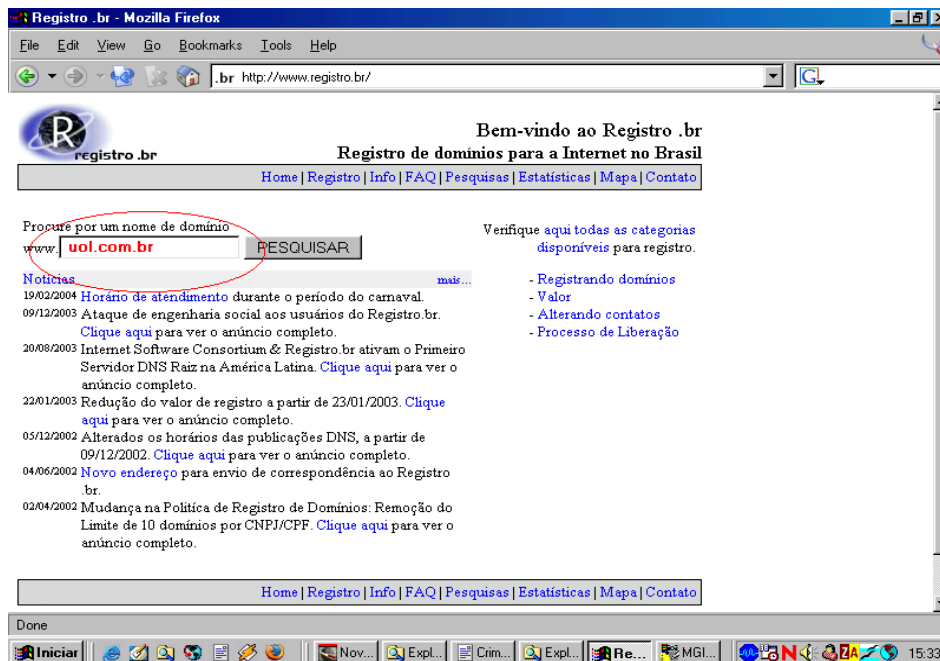 Registro .br - Mozilla Firefox
File Edit View Go Bookmarks Tools Help
.br http://www.registro.br/ G
R
registro .br
Bem-vindo ao Registro .br
Registro de domínios para a Internet no Brasil
Home | Registro | Info | FAQ | Pesquisas | Estatísticas | Mapa | Contato
Procure por um nome de domínio
www. uol.com.br PESQUISAR
Notícias mais...
19/02/2004 Horário de atendimento durante o período do carnaval.
09/12/2003 Ataque de engenharia social aos usuários do Registro.br.
Clique aqui para ver o anúncio completo.
20/08/2003 Internet Software Consortium & Registro.br ativam o Primeiro
Servidor DNS Raiz na América Latina. Clique aqui para ver o
anúncio completo.
22/01/2003 Redução do valor de registro a partir de 23/01/2003. Clique
aqui para ver o anúncio completo.
05/12/2002 Alterados os horários das publicações DNS, a partir de
09/12/2002. Clique aqui para ver o anúncio completo.
04/06/2002 Novo endereço para envio de correspondência ao Registro
.br.
02/04/2002 Mudança na Política de Registro de Domínios: Remoção do
Limite de 10 domínios por CNPJ/CPF. Clique aqui para ver o
anúncio completo.
Verifique aqui todas as categorias
disponíveis para registro.
- Registrando domínios
- Valor
- Alterando contatos
- Processo de Liberação
Home | Registro | Info | FAQ | Pesquisas | Estatísticas | Mapa | Contato
Done
Iniciar Nov... Expl... Crim... Expl... Re... MGI... N ZA 15:33